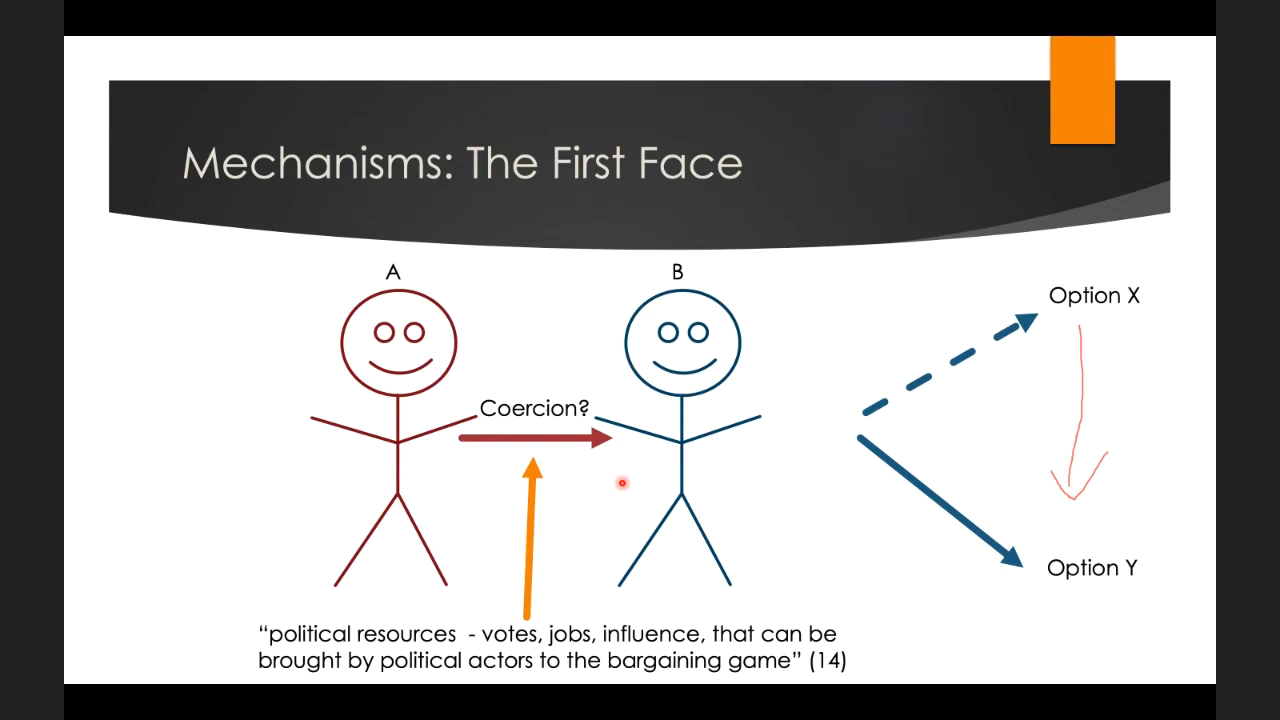 Mechanisms: The First Face
A
B
Option X
Coercion?
Option Y
“political resources  - votes, jobs, influence, that can be
brought by political actors to the bargaining game” (14)